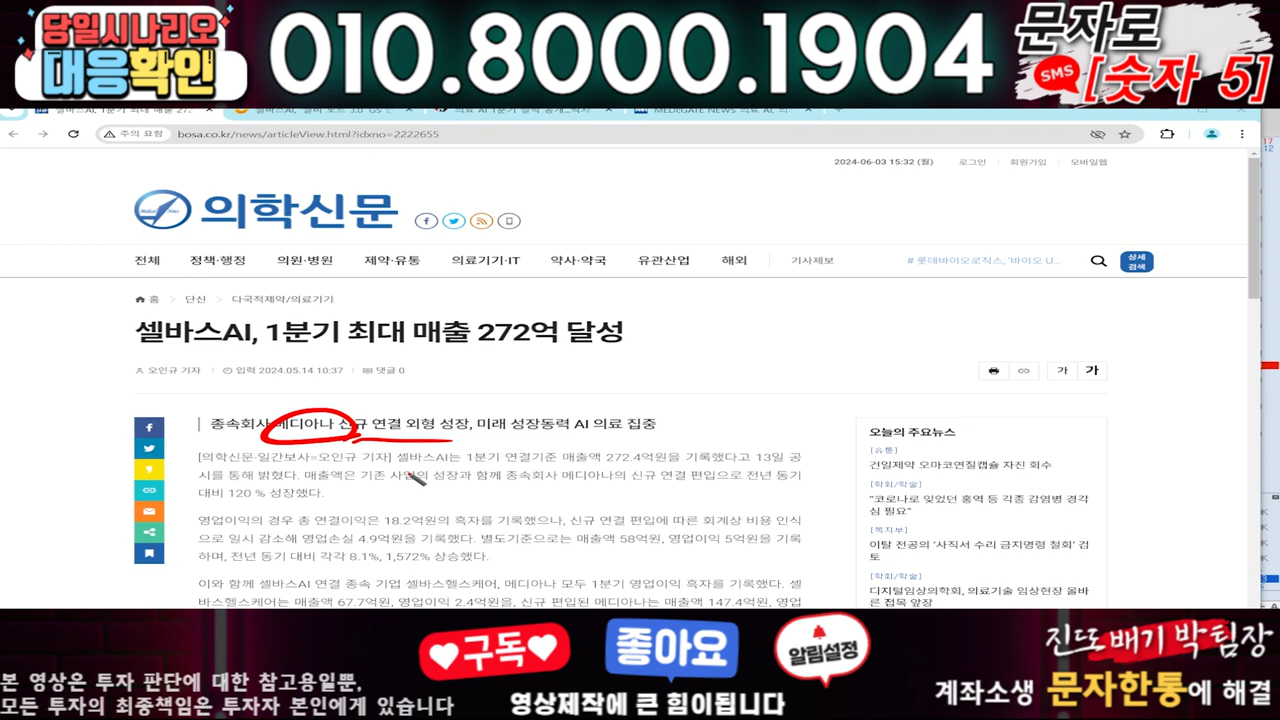 당일시나리오
대응확인
010.8000.1904
문자로
SMS
[숫자 5]
주의 요함
bosa.co.kr/news/articleView.html?idxno=2222655
2024-06-03 15:32 (월)
로그인
회원가입
모바일웹
의학신문
전체 정책·행정 의원·병원 제약·유통 의료기기·IT 약사·약국 유관산업 해외 기사제보
# 롯데바이오로직스, '바이오 U...
상세
검색
홈 > 단신 > 다국적제약/의료기기
셀바스AI, 1분기 최대 매출 272억 달성
오인규 기자 입력 2024.05.14 10:37 댓글 0
가 가
종속회사 메디아나 신규 연결 외형 성장, 미래 성장동력 AI 의료 집중
[의학신문·일간보사=오인규 기자] 셀바스AI는 1분기 연결기준 매출액 272.4억원을 기록했다고 13일 공
시를 통해 밝혔다. 매출액은 기존 사업의 성장과 함께 종속회사 메디아나의 신규 연결 편입으로 전년 동기
대비 120 % 성장했다.
영업이익의 경우 총 연결이익은 18.2억원의 흑자를 기록했으나, 신규 연결 편입에 따른 회계상 비용 인식
으로 일시 감소해 영업손실 4.9억원을 기록했다. 별도기준으로는 매출액 58억원, 영업이익 5억원을 기록
하며, 전년 동기 대비 각각 8.1%, 1,572% 상승했다.
이와 함께 셀바스AI 연결 종속 기업 셀바스헬스케어, 메디아나 모두 1분기 영업이익 흑자를 기록했다. 셀
바스헬스케어는 매출액 67.7억원, 영업이익 2.4억원을, 신규 편입된 메디아나는 매출액 147.4억원, 영업
오늘의 주요뉴스
[유통]
건일제약 오마코연질캡슐 자진 회수
[학회/학술]
"코로나로 잊었던 홍역 등 각종 감염병 경각
심 필요"
[복지부]
이탈 전공의 '사직서 수리 금지명령 철회' 검
토
[학회/학술]
디지털임상의학회, 의료기술 임상현장 올바
른 접목 앞장
구독
좋아요
알림설정
영상제작에 큰 힘이됩니다
본 영상은 투자 판단에 대한 참고용일뿐,
모든 투자의 최종책임은 투자자 본인에게 있습니다
진또배기 박팀장
계좌소생 문자한통에 해결